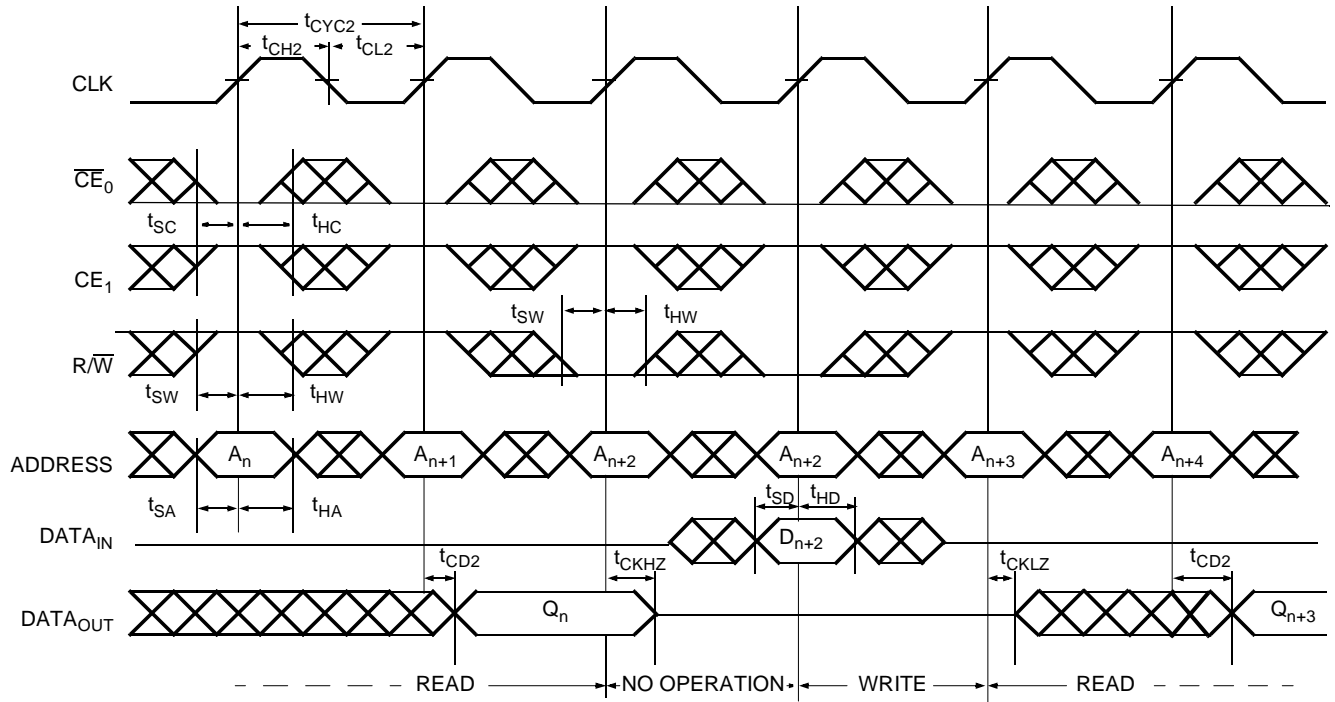 tCYC2
tCH2 tCL2
CLK
CE0
tSC tHC
CE1
tSW tHW
R/W
tSW tHW
ADDRESS An An+1 An+2 An+2 An+3 An+4
tSA tHA tSD tHD
DATAIN Dn+2
tCD2 tCKHZ tCKLZ tCD2
DATAOUT Qn Qn+3
READ NO OPERATION WRITE READ